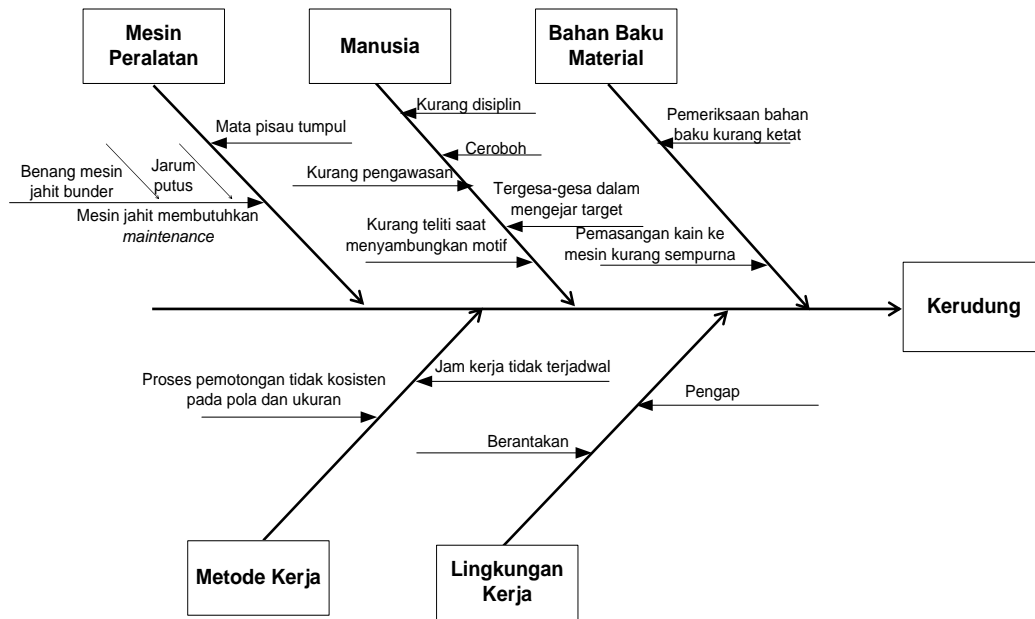 Mesin
Peralatan
Manusia
Bahan Baku
Material
Mata pisau tumpul
Benang mesin
jahit bunder
Jarum
putus
Mesin jahit membutuhkan
maintenance
Kurang disiplin
Ceroboh
Kurang pengawasan
Tergesa-gesa dalam
mengejar target
Kurang teliti saat
menyambungkan motif
Pemeriksaan bahan
baku kurang ketat
Pemasangan kain ke
mesin kurang sempurna
Kerudung
Proses pemotongan tidak kosisten
pada pola dan ukuran
Jam kerja tidak terjadwal
Berantakan
Pengap
Metode Kerja
Lingkungan
Kerja